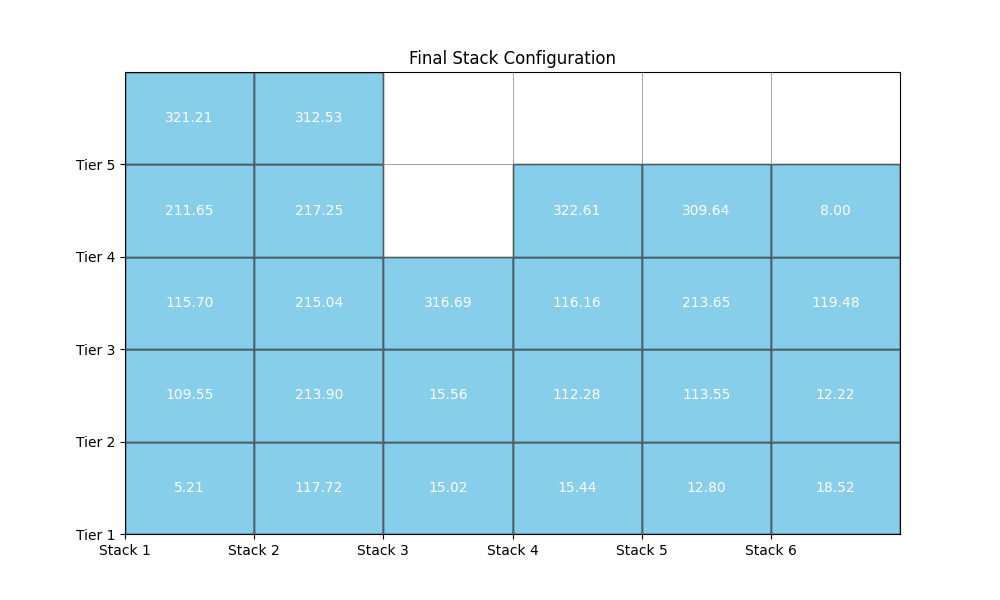 Final Stack Configuration
321.21 312.53
Tier 5
211.65 217.25 322.61 309.64 8.00
Tier 4
115.70 215.04 316.69 116.16 213.65 119.48
Tier 3
109.55 213.90 15.56 112.28 113.55 12.22
Tier 2
5.21 117.72 15.02 15.44 12.80 18.52
Tier 1
Stack 1 Stack 2 Stack 3 Stack 4 Stack 5 Stack 6